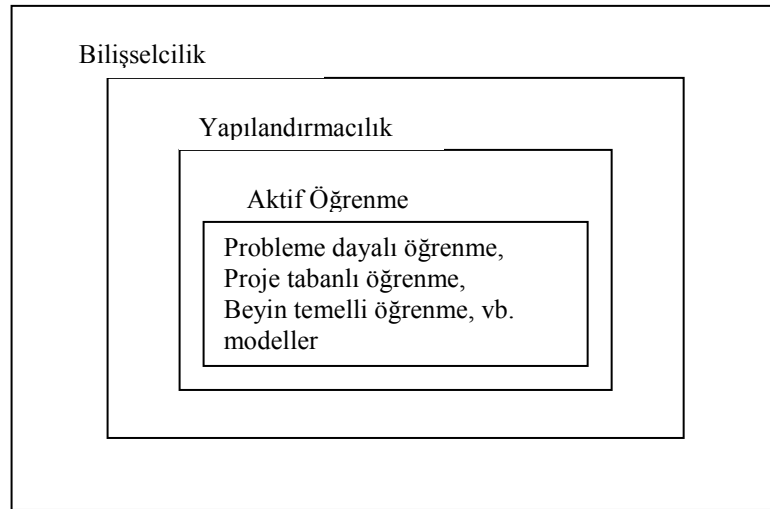 Bilişselcilik
Yapılandırmacılık
Aktif Öğrenme
Probleme dayalı öğrenme,
Proje tabanlı öğrenme,
Beyin temelli öğrenme, vb.
modeller